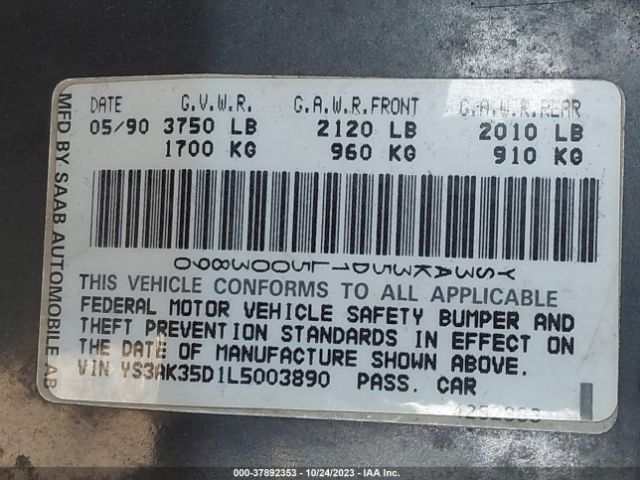 MFD BY SAAB AUTOMOBILE AB
DATE G.V.W.R. G.A.W.R.FRONT G.A.W.R.REAR
05/90 3750 LB 2120 LB 2010 LB
1700 KG 960 KG 910 KG
YS3AK35D1L5003890
THIS VEHICLE CONFORMS TO ALL APPLICABLE
FEDERAL MOTOR VEHICLE SAFETY BUMPER AND
THEFT PREVENTION STANDARDS IN EFFECT ON
THE DATE OF MANUFACTURE SHOWN ABOVE.
VIN YS3AK35D1L5003890 PASS. CAR
000-37892353 - 10/24/2023 - IAA Inc.